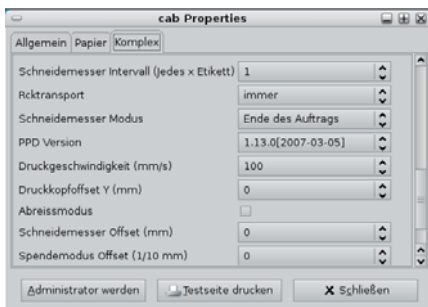 cab Properties
Allgemein Papier Komplex
Schneidemesser Intervall (Jedes x Etikett) 1
Rcktransport immer
Schneidemesser Modus Ende des Auftrags
PPD Version 1.13.0[2007-03-05]
Druckgeschwindigkeit (mm/s) 100
Druckkopfoffset Y (mm) 0
Abreissmodus
Schneidemesser Offset (mm) 0
Spendemodus Offset (1/10 mm) 0
Administrator werden Testseite drucken Schließen